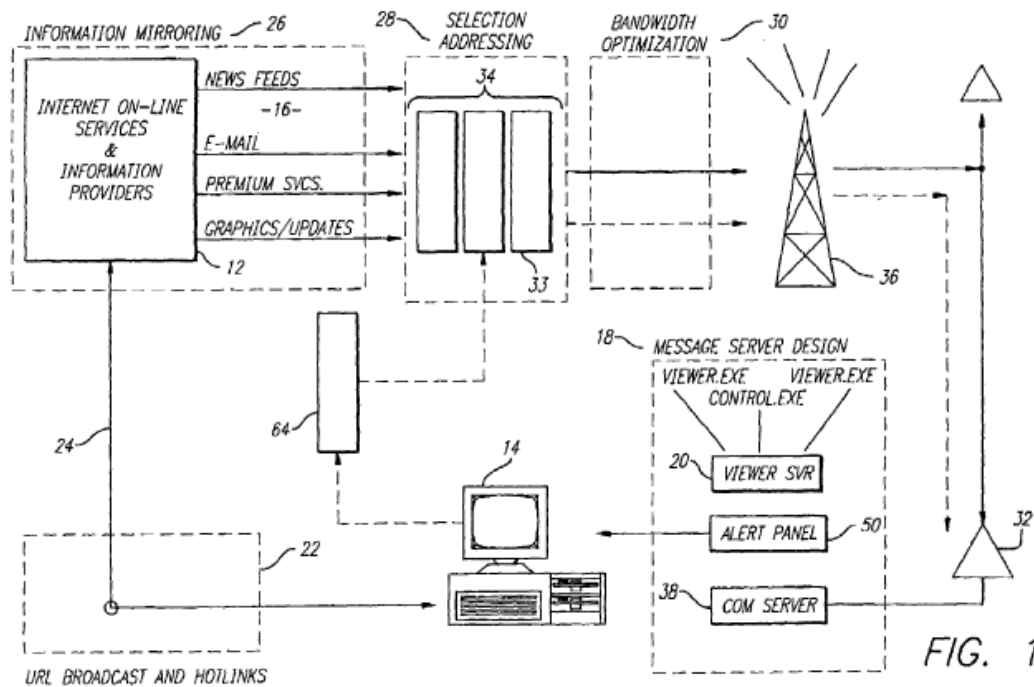 INFORMATION MIRRORING 26
INTERNET ON-LINE
SERVICES
&
INFORMATION
PROVIDERS
12
NEWS FEEDS
-16-
E-MAIL
PREMIUM SVCS.
GRAPHICS/UPDATES
28
SELECTION
ADDRESSING
34
33
BANDWIDTH
OPTIMIZATION
30
36
64
24
14
22
URL BROADCAST AND HOTLINKS
18
MESSAGE SERVER DESIGN
VIEWER.EXE
VIEWER.EXE
CONTROL.EXE
20
VIEWER SVR
ALERT PANEL
50
38
COM SERVER
32
FIG. 1